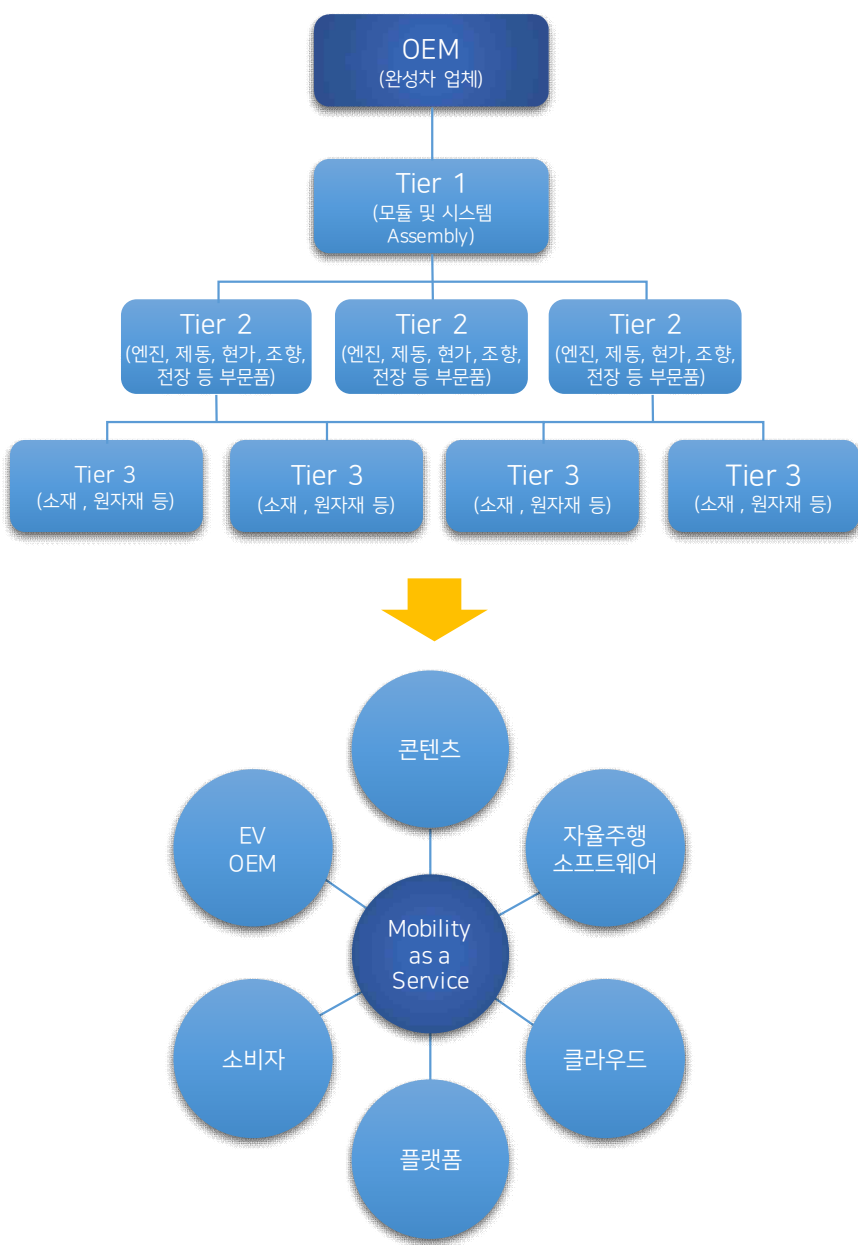 OEM
(완성차 업체)
Tier 1
(모듈 및 시스템
Assembly)
Tier 2
(엔진, 제동, 현가, 조향,
전장 등 부문품)
Tier 2
(엔진, 제동, 현가, 조향,
전장 등 부문품)
Tier 2
(엔진, 제동, 현가, 조향,
전장 등 부문품)
Tier 3
(소재 , 원자재 등)
Tier 3
(소재 , 원자재 등)
Tier 3
(소재 , 원자재 등)
Tier 3
(소재 , 원자재 등)
콘텐츠
EV
OEM
자율주행
소프트웨어
Mobility
as a
Service
소비자
클라우드
플랫폼